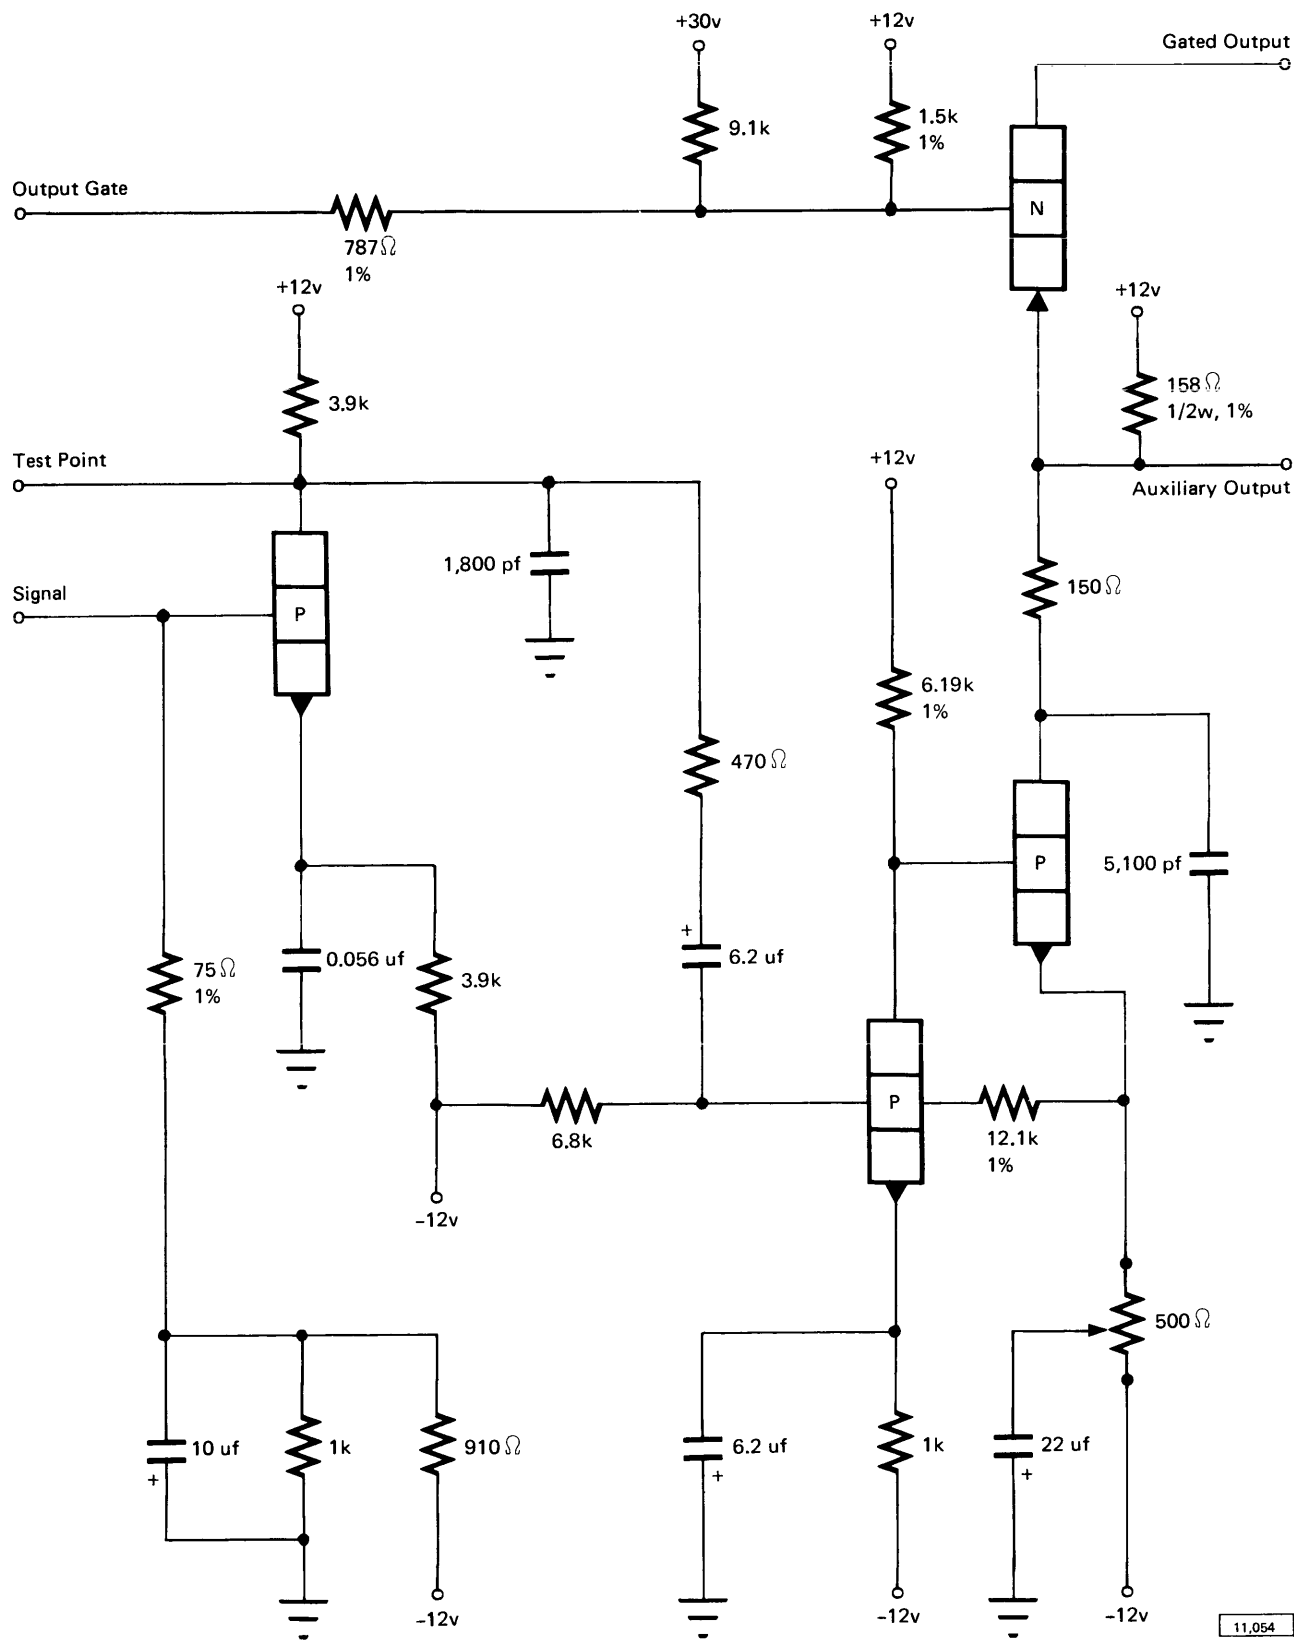 +30v
+12v
Gated Output
9.1k
1.5k
1%
Output Gate
N
787Ω
1%
+12v
+12v
3.9k
158Ω
1/2w, 1%
Test Point
+12v
Auxiliary Output
1,800 pf
150Ω
Signal
P
6.19k
1%
470Ω
P
5,100 pf
+
0.056 uf
6.2 uf
75Ω
1%
3.9k
P
6.8k
12.1k
1%
-12v
500Ω
10 uf
1k
910Ω
6.2 uf
1k
22 uf
+
+
+
-12v
-12v
-12v
11,054